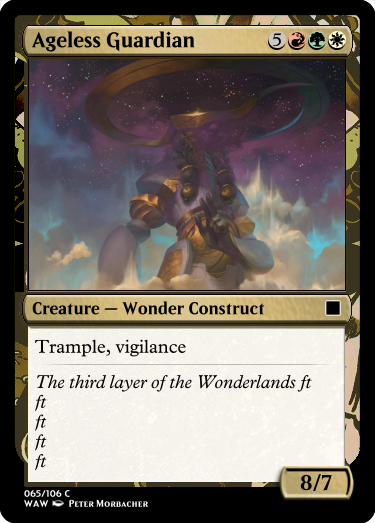 Ageless Guardian 5
Creature — Wonder Construct
Trample, vigilance
The third layer of the Wonderlands ft
ft
ft
ft
ft
8/7
065/106 C
WAW Peter Morbacher